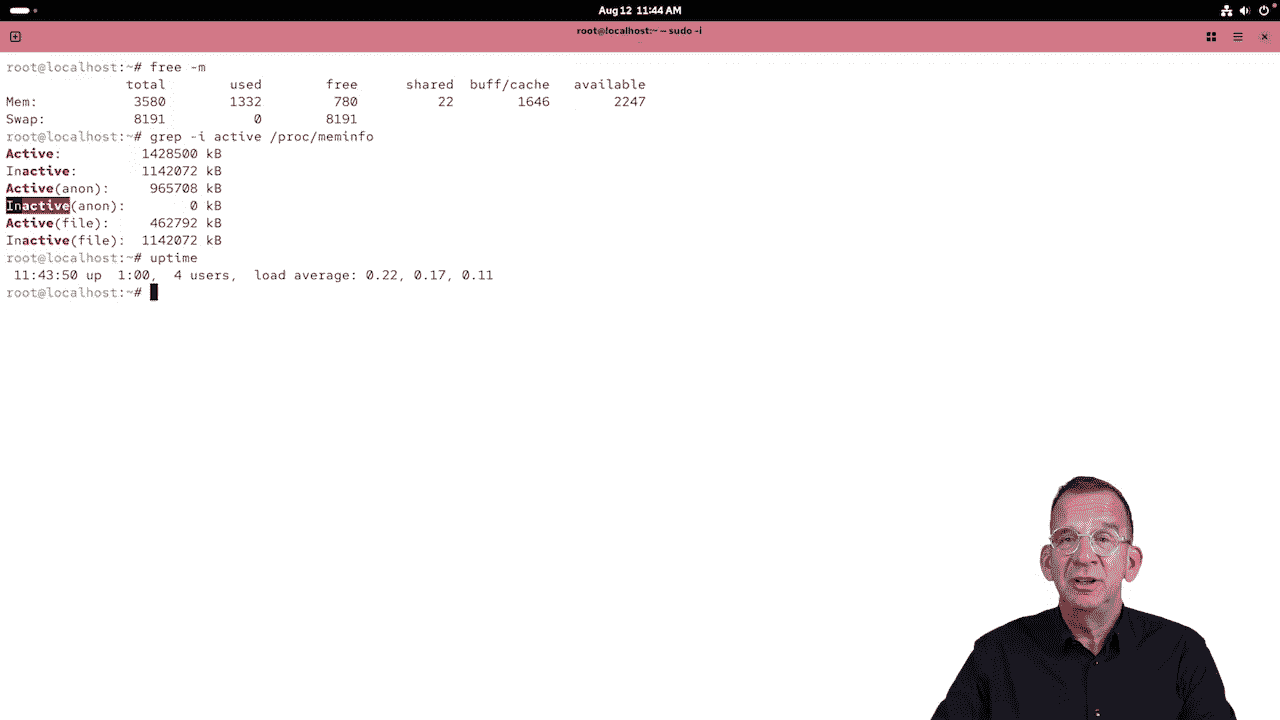 Aug 12 11:44 AM
root@localhost:~ — sudo -i
root@localhost:~# free -m
total used free shared buff/cache available
Mem: 3580 1332 780 22 1646 2247
Swap: 8191 0 8191
root@localhost:~# grep -i active /proc/meminfo
Active: 1428500 kB
Inactive: 1142072 kB
Active(anon): 965708 kB
Inactive(anon): 0 kB
Active(file): 462792 kB
Inactive(file): 1142072 kB
root@localhost:~# uptime
11:43:50 up 1:00, 4 users, load average: 0.22, 0.17, 0.11
root@localhost:~#